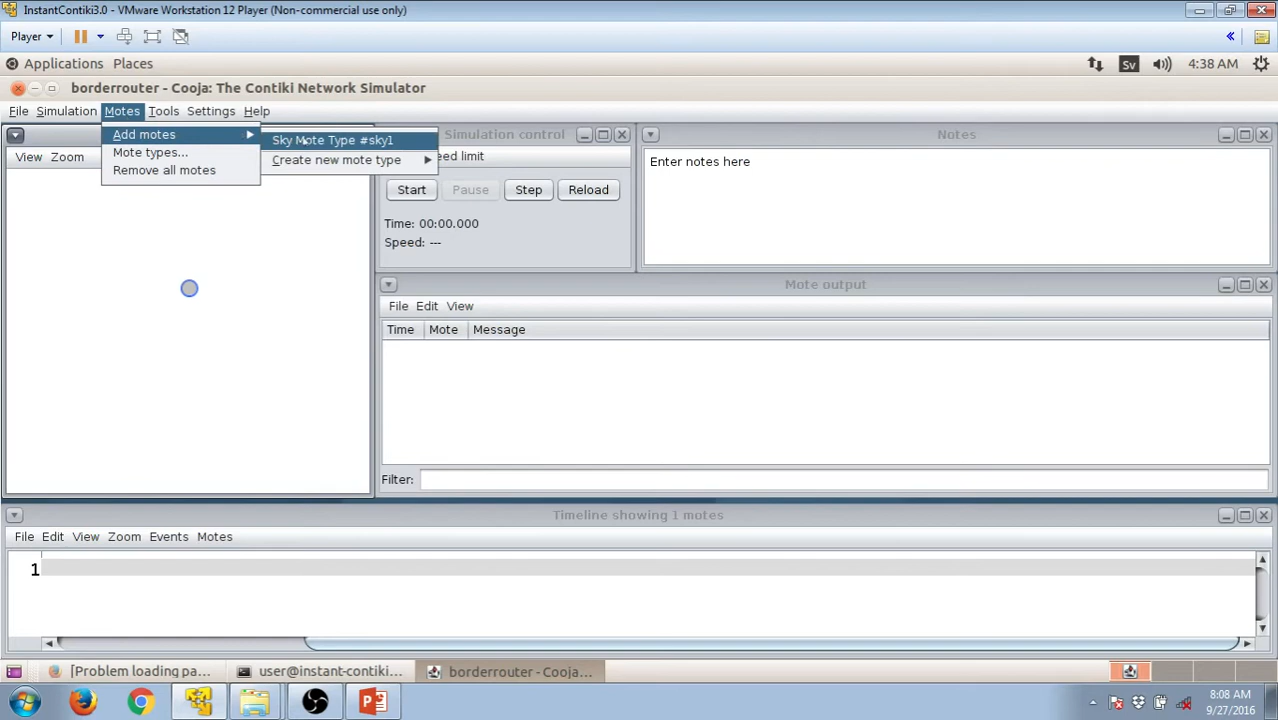 InstantContiki3.0 - VMware Workstation 12 Player (Non-commercial use only)
Player
Applications Places
Sv
4:38 AM
borderrouter - Cooja: The Contiki Network Simulator
File Simulation Motes Tools Settings Help
Add motes
Mote types...
Remove all motes
Sky Mote Type #sky1
Create new mote type
View Zoom
Simulation control
eed limit
Start Pause Step Reload
Time: 00:00.000
Speed: ---
Notes
Enter notes here
Mote output
File Edit View
Time Mote Message
Filter:
Timeline showing 1 motes
File Edit View Zoom Events Motes
1
[Problem loading pa...
user@instant-contiki...
borderrouter - Cooja...
8:08 AM
9/27/2016